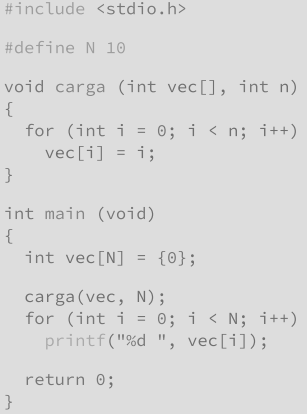 #include <stdio.h>
#define N 10
void carga (int vec[], int n)
{
  for (int i = 0; i < n; i++)
    vec[i] = i;
}
int main (void)
{
  int vec[N] = {0};
  carga(vec, N);
  for (int i = 0; i < N; i++)
    printf("%d ", vec[i]);
  return 0;
}